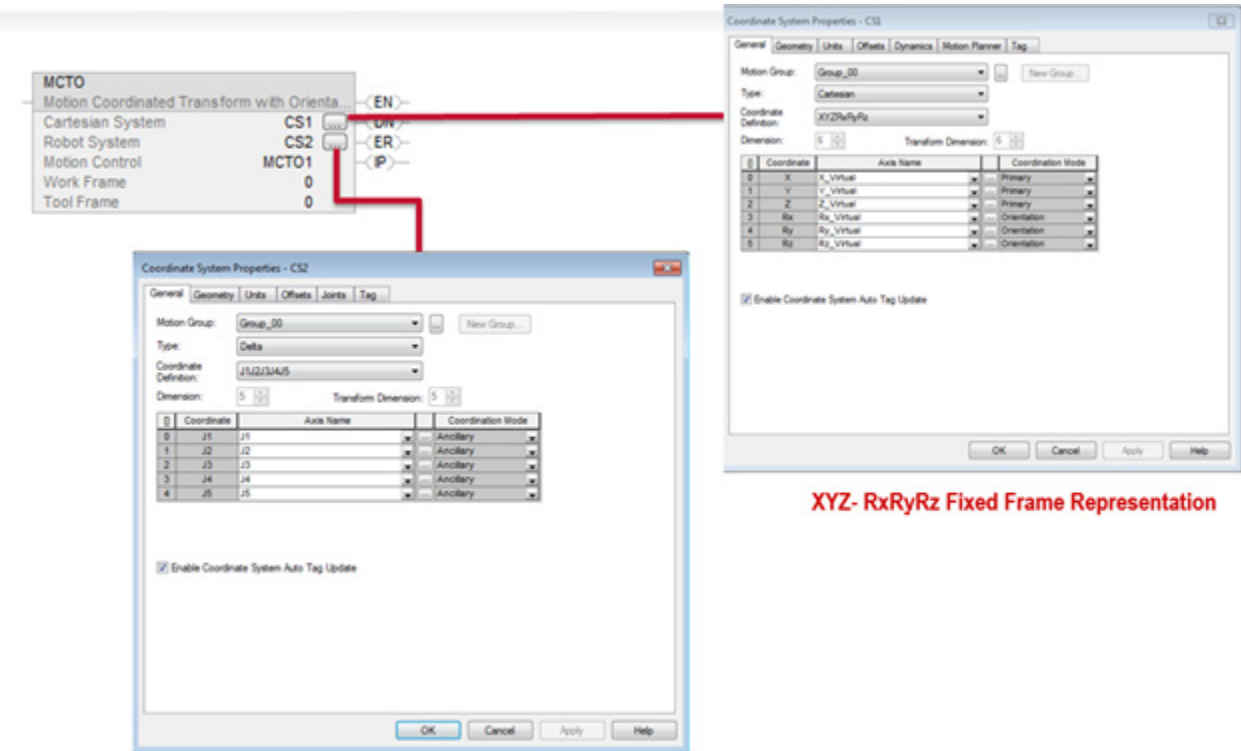 MCTO
Motion Coordinated Transform with Orienta... (EN)
Cartesian System CS1 ... (DN)
Robot System CS2 ... (ER)
Motion Control MCTO1 (IP)
Work Frame 0
Tool Frame 0
Coordinate System Properties - CS1
General Geometry Units Offsets Dynamics Motion Planner Tag
Motion Group: Group_00 ... New Group...
Type: Cartesian
Coordinate Definition: XYZRxRyRz
Dimension: 6 Transform Dimension: 6
[] Coordinate Axis Name Coordination Mode
0 X X_Virtual ... Primary
1 Y Y_Virtual ... Primary
2 Z Z_Virtual ... Primary
3 Rx Rx_Virtual ... Orientation
4 Ry Ry_Virtual ... Orientation
5 Rz Rz_Virtual ... Orientation
Enable Coordinate System Auto Tag Update
OK Cancel Apply Help
XYZ- RxRyRz Fixed Frame Representation
Coordinate System Properties - CS2
General Geometry Units Offsets Joints Tag
Motion Group: Group_00 ... New Group...
Type: Delta
Coordinate Definition: J1J2J3J4J5
Dimension: 5 Transform Dimension: 5
[] Coordinate Axis Name Coordination Mode
0 J1 J1 ... Ancillary
1 J2 J2 ... Ancillary
2 J3 J3 ... Ancillary
3 J4 J4 ... Ancillary
4 J5 J5 ... Ancillary
Enable Coordinate System Auto Tag Update
OK Cancel Apply Help